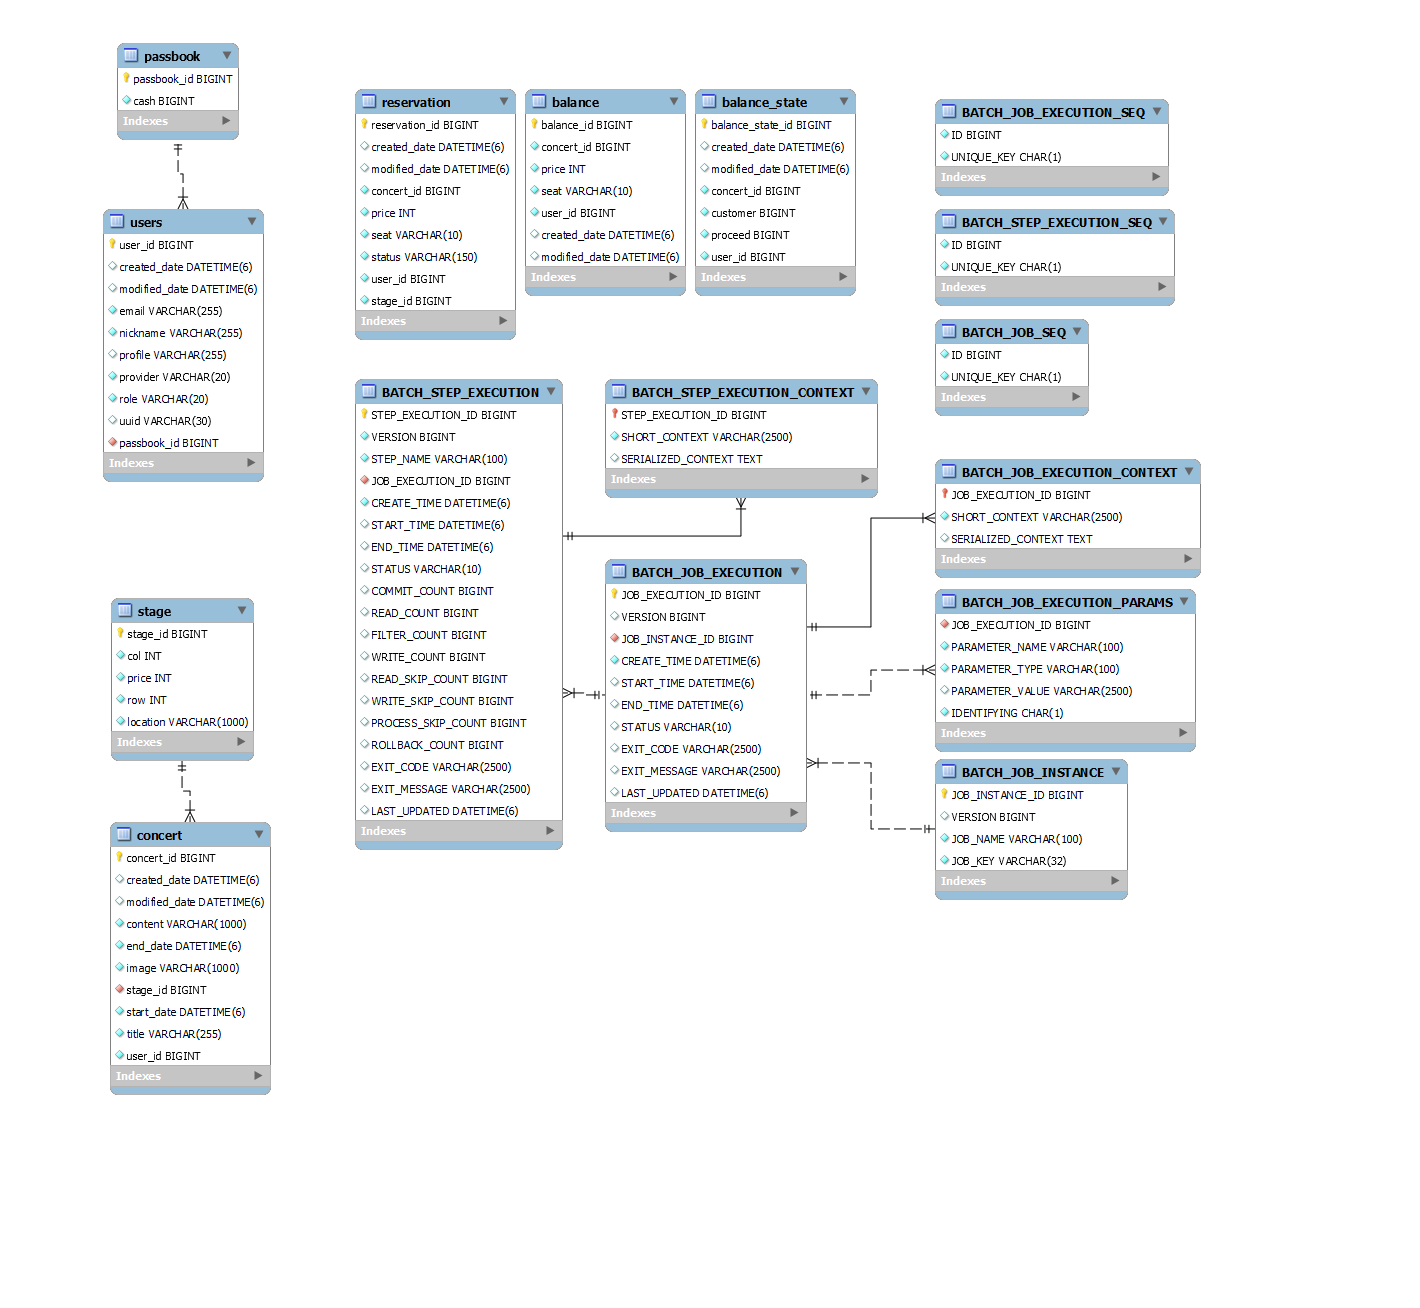 passbook
passbook_id BIGINT
cash BIGINT
Indexes
users
user_id BIGINT
created_date DATETIME(6)
modified_date DATETIME(6)
email VARCHAR(255)
nickname VARCHAR(255)
profile VARCHAR(255)
provider VARCHAR(20)
role VARCHAR(20)
uuid VARCHAR(30)
passbook_id BIGINT
Indexes
stage
stage_id BIGINT
col INT
price INT
row INT
location VARCHAR(1000)
Indexes
concert
concert_id BIGINT
created_date DATETIME(6)
modified_date DATETIME(6)
content VARCHAR(1000)
end_date DATETIME(6)
image VARCHAR(1000)
stage_id BIGINT
start_date DATETIME(6)
title VARCHAR(255)
user_id BIGINT
Indexes
reservation
reservation_id BIGINT
created_date DATETIME(6)
modified_date DATETIME(6)
concert_id BIGINT
price INT
seat VARCHAR(10)
status VARCHAR(150)
user_id BIGINT
stage_id BIGINT
Indexes
balance
balance_id BIGINT
concert_id BIGINT
price INT
seat VARCHAR(10)
user_id BIGINT
created_date DATETIME(6)
modified_date DATETIME(6)
Indexes
balance_state
balance_state_id BIGINT
created_date DATETIME(6)
modified_date DATETIME(6)
concert_id BIGINT
customer BIGINT
proceed BIGINT
user_id BIGINT
Indexes
BATCH_STEP_EXECUTION
STEP_EXECUTION_ID BIGINT
VERSION BIGINT
STEP_NAME VARCHAR(100)
JOB_EXECUTION_ID BIGINT
CREATE_TIME DATETIME(6)
START_TIME DATETIME(6)
END_TIME DATETIME(6)
STATUS VARCHAR(10)
COMMIT_COUNT BIGINT
READ_COUNT BIGINT
FILTER_COUNT BIGINT
WRITE_COUNT BIGINT
READ_SKIP_COUNT BIGINT
WRITE_SKIP_COUNT BIGINT
PROCESS_SKIP_COUNT BIGINT
ROLLBACK_COUNT BIGINT
EXIT_CODE VARCHAR(2500)
EXIT_MESSAGE VARCHAR(2500)
LAST_UPDATED DATETIME(6)
Indexes
BATCH_STEP_EXECUTION_CONTEXT
STEP_EXECUTION_ID BIGINT
SHORT_CONTEXT VARCHAR(2500)
SERIALIZED_CONTEXT TEXT
Indexes
BATCH_JOB_EXECUTION
JOB_EXECUTION_ID BIGINT
VERSION BIGINT
JOB_INSTANCE_ID BIGINT
CREATE_TIME DATETIME(6)
START_TIME DATETIME(6)
END_TIME DATETIME(6)
STATUS VARCHAR(10)
EXIT_CODE VARCHAR(2500)
EXIT_MESSAGE VARCHAR(2500)
LAST_UPDATED DATETIME(6)
Indexes
BATCH_JOB_EXECUTION_SEQ
ID BIGINT
UNIQUE_KEY CHAR(1)
Indexes
BATCH_STEP_EXECUTION_SEQ
ID BIGINT
UNIQUE_KEY CHAR(1)
Indexes
BATCH_JOB_SEQ
ID BIGINT
UNIQUE_KEY CHAR(1)
Indexes
BATCH_JOB_EXECUTION_CONTEXT
JOB_EXECUTION_ID BIGINT
SHORT_CONTEXT VARCHAR(2500)
SERIALIZED_CONTEXT TEXT
Indexes
BATCH_JOB_EXECUTION_PARAMS
JOB_EXECUTION_ID BIGINT
PARAMETER_NAME VARCHAR(100)
PARAMETER_TYPE VARCHAR(100)
PARAMETER_VALUE VARCHAR(2500)
IDENTIFYING CHAR(1)
Indexes
BATCH_JOB_INSTANCE
JOB_INSTANCE_ID BIGINT
VERSION BIGINT
JOB_NAME VARCHAR(100)
JOB_KEY VARCHAR(32)
Indexes